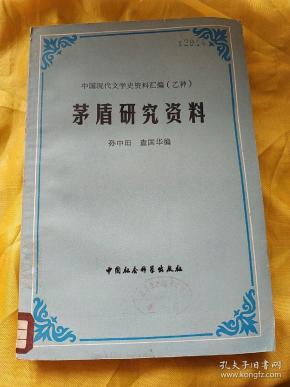 中国现代文学史资料汇编（乙种）
茅盾研究资料
孙中田 查国华编
中国社会科学出版社
孔夫子旧书网